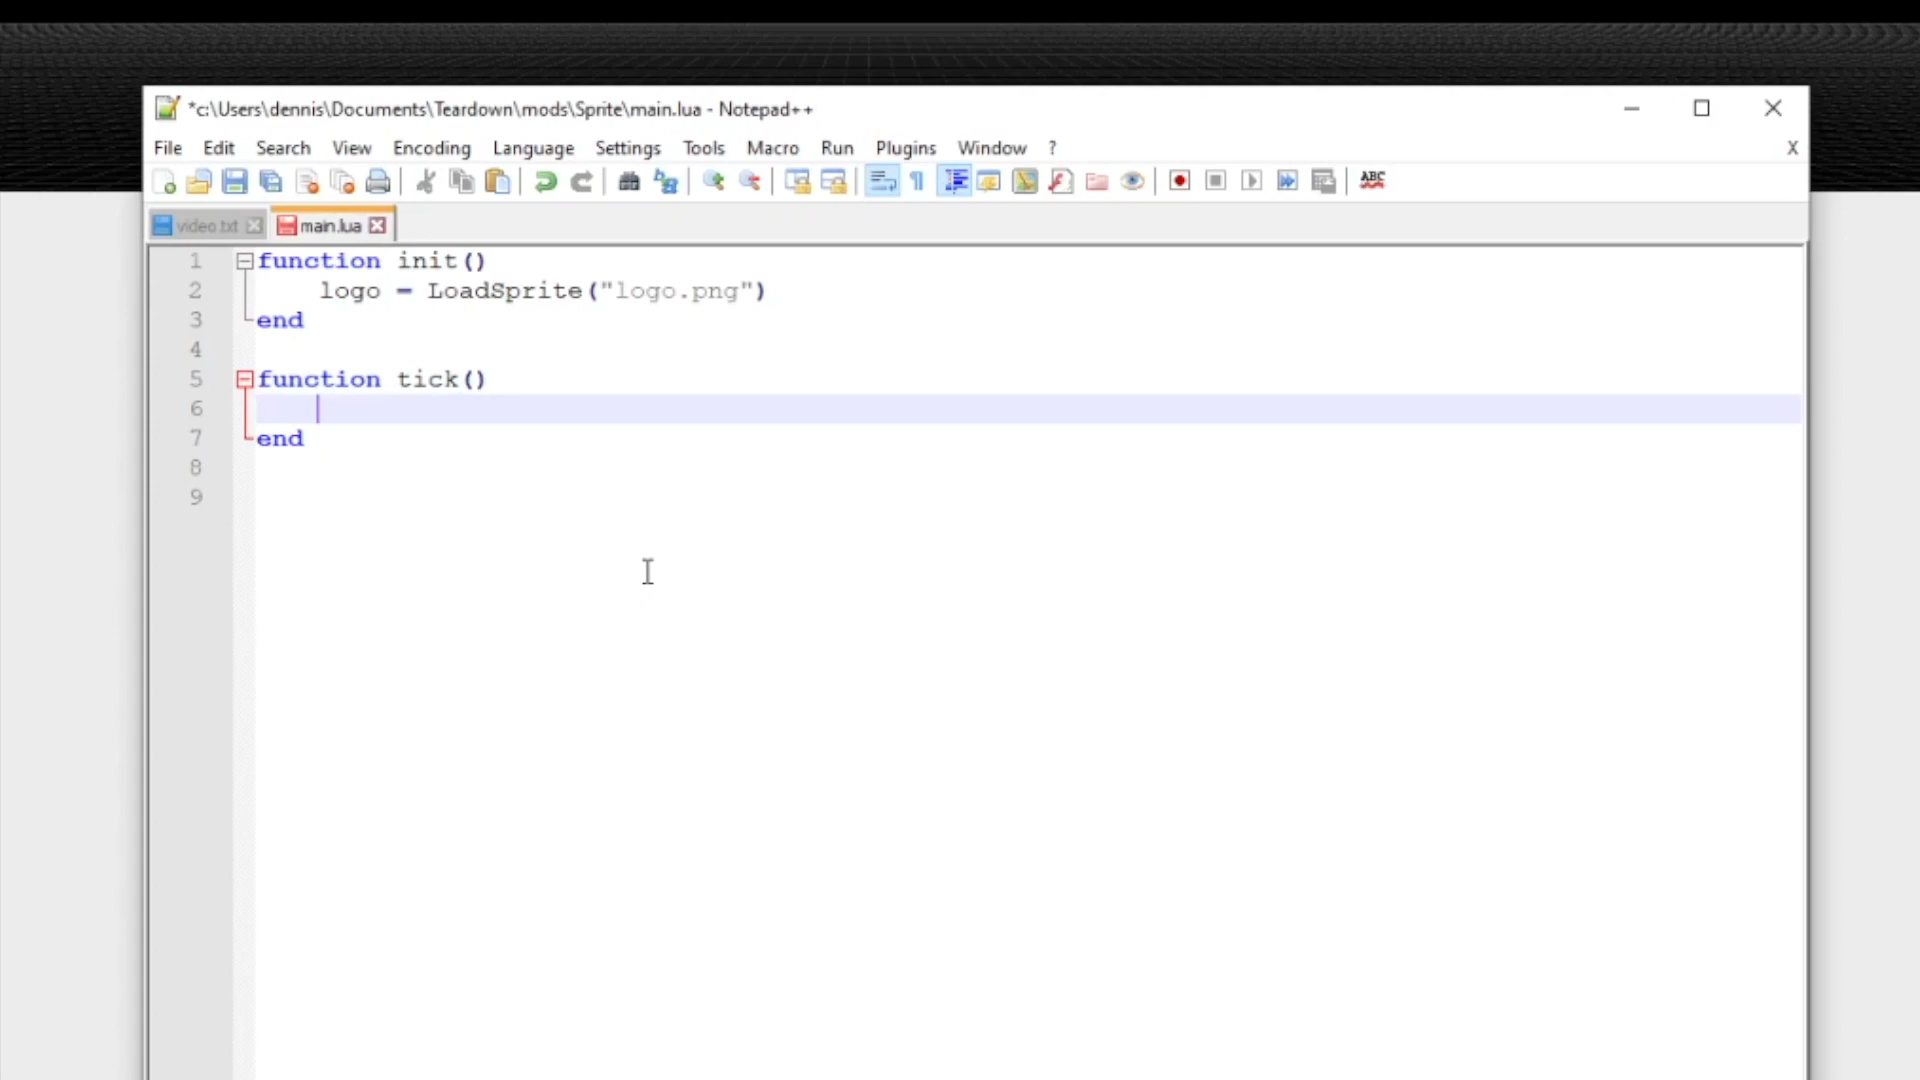 *c:\Users\dennis\Documents\Teardown\mods\Sprite\main.lua - Notepad++
File Edit Search View Encoding Language Settings Tools Macro Run Plugins Window ? X
ABC
video.txt main.lua
1 function init()
2 logo = LoadSprite("logo.png")
3 end
4
5 function tick()
6
7 end
8
9